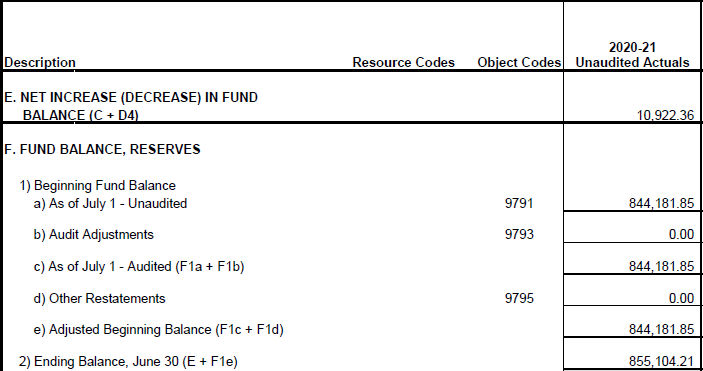 2020-21
Description Resource Codes Object Codes Unaudited Actuals
E. NET INCREASE (DECREASE) IN FUND
BALANCE (C + D4) 10,922.36
F. FUND BALANCE, RESERVES
1) Beginning Fund Balance
a) As of July 1 - Unaudited 9791 844,181.85
b) Audit Adjustments 9793 0.00
c) As of July 1 - Audited (F1a + F1b) 844,181.85
d) Other Restatements 9795 0.00
e) Adjusted Beginning Balance (F1c + F1d) 844,181.85
2) Ending Balance, June 30 (E + F1e) 855,104.21